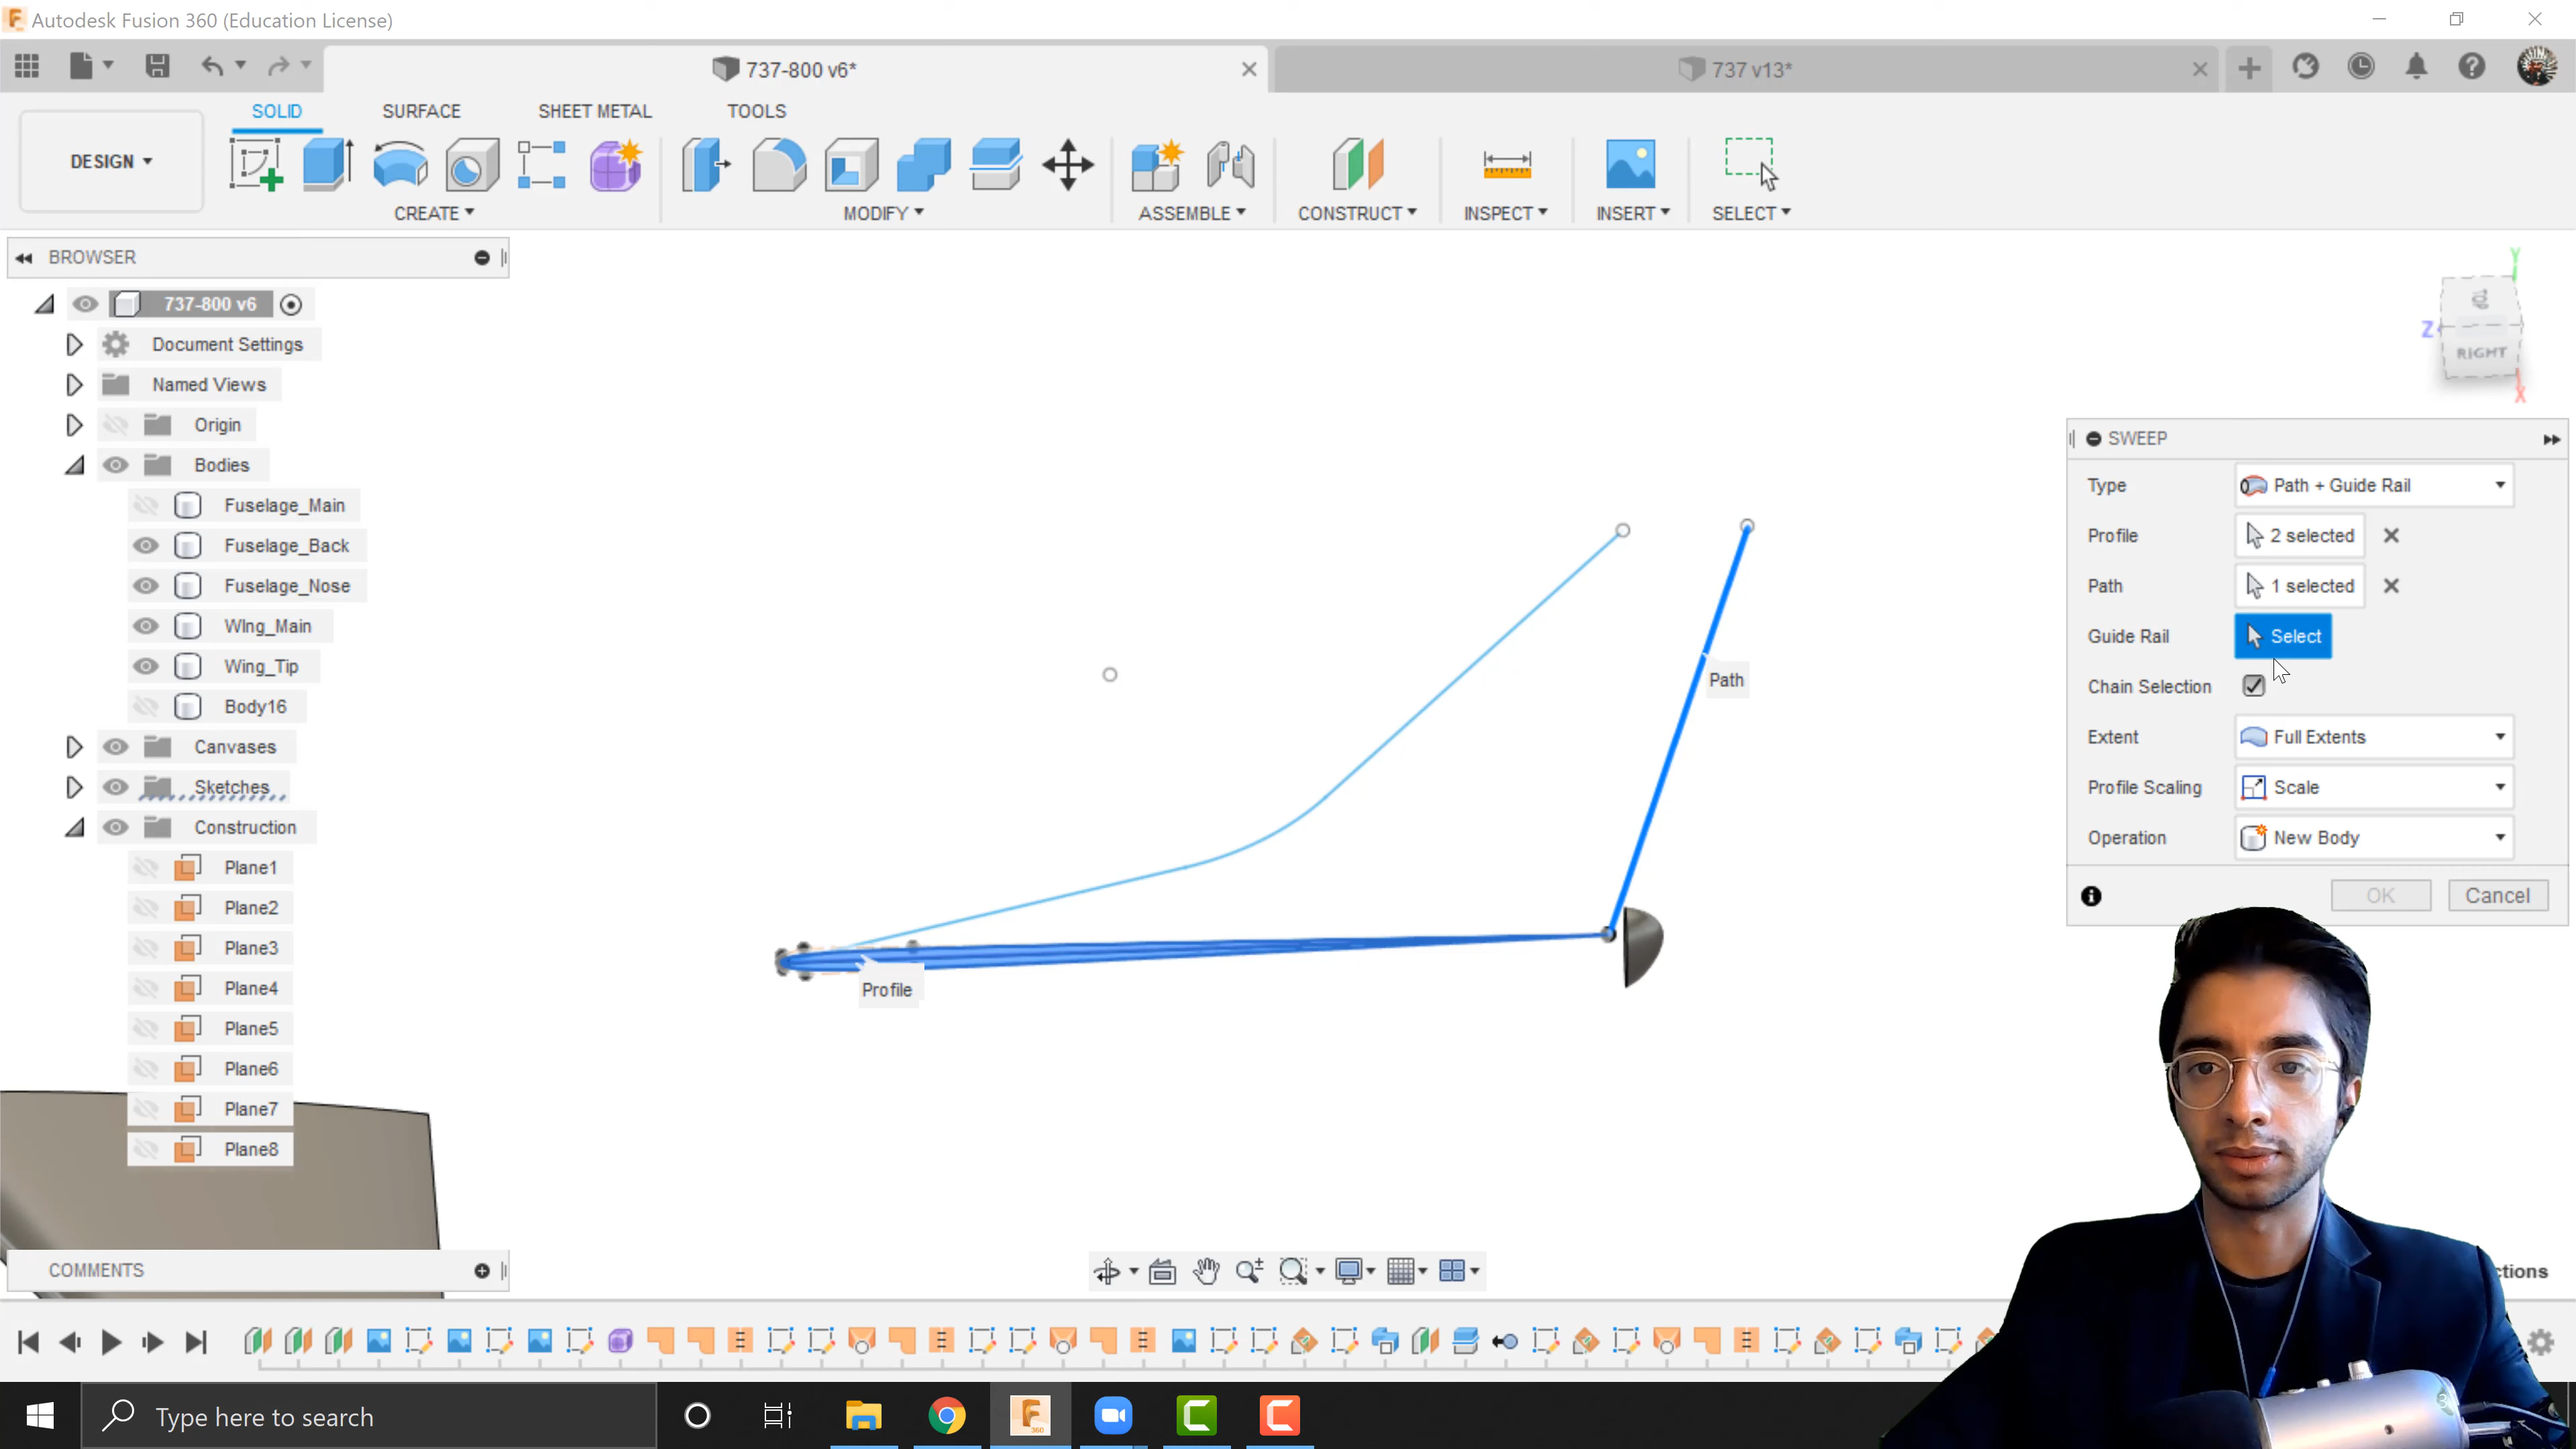 Autodesk Fusion 360 (Education License)
737-800 v6*
737 v13*
SOLID
SURFACE
SHEET METAL
TOOLS
DESIGN
CREATE
MODIFY
ASSEMBLE
CONSTRUCT
INSPECT
INSERT
SELECT
BROWSER
737-800 v6
Document Settings
Named Views
Origin
Bodies
Fuselage_Main
Fuselage_Back
Fuselage_Nose
WIng_Main
Wing_Tip
Body16
Canvases
Sketches
Construction
Plane1
Plane2
Plane3
Plane4
Plane5
Plane6
Plane7
Plane8
COMMENTS
Path
Profile
Y
TOP
Z
RIGHT
X
SWEEP
Type Path + Guide Rail
Profile 2 selected
Path 1 selected
Guide Rail Select
Chain Selection
Extent Full Extents
Profile Scaling Scale
Operation New Body
OK Cancel
ctions
Type here to search
F
360
C
C